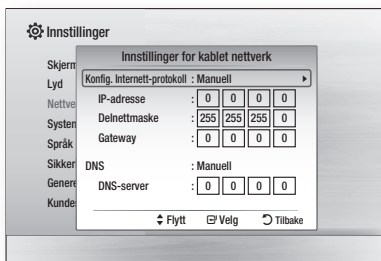 Innstillinger
Innstillinger for kablet nettverk
Skjerm
Konfig. Internett-protokoll : Manuell
Lyd
IP-adresse : 0 0 0 0
Nettve
Delnettmaske : 255 255 255 0
System
Gateway : 0 0 0 0
Språk
DNS : Manuell
Sikker
DNS-server : 0 0 0 0
Genere
Kunde
Flytt Velg Tilbake